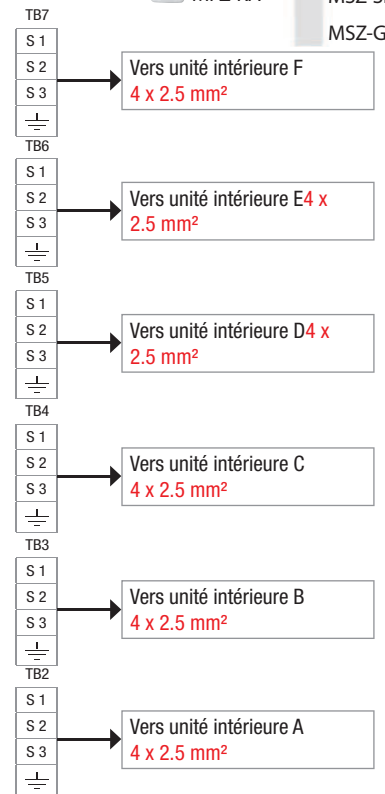 MSZ-G
TB7
S 1
S 2
S 3
Vers unité intérieure F
4 x 2.5 mm²
TB6
S 1
S 2
S 3
Vers unité intérieure E4 x
2.5 mm²
TB5
S 1
S 2
S 3
Vers unité intérieure D4 x
2.5 mm²
TB4
S 1
S 2
S 3
Vers unité intérieure C
4 x 2.5 mm²
TB3
S 1
S 2
S 3
Vers unité intérieure B
4 x 2.5 mm²
TB2
S 1
S 2
S 3
Vers unité intérieure A
4 x 2.5 mm²